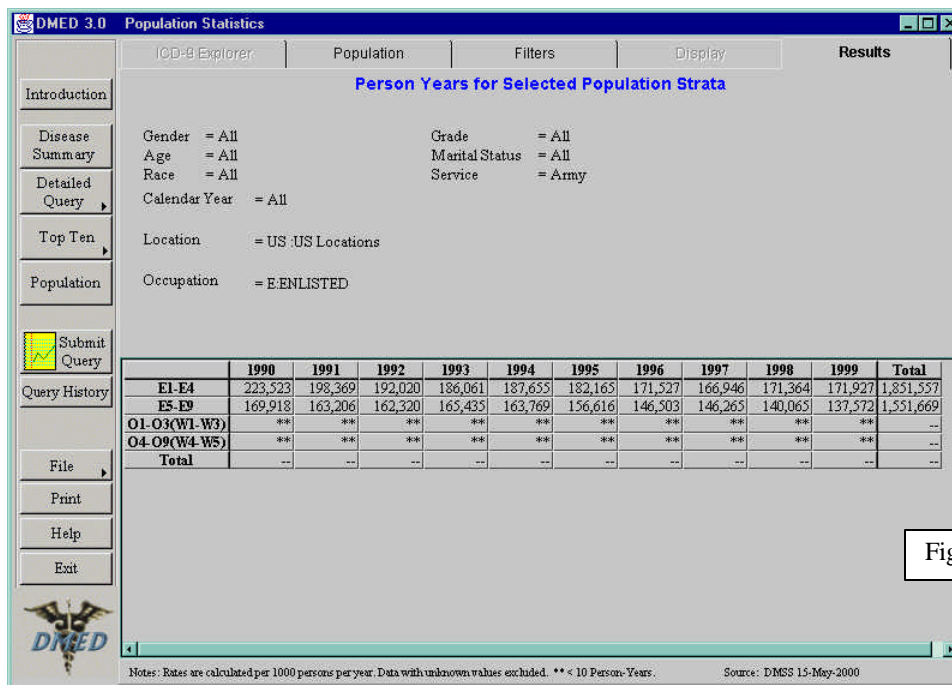 DMED 3.0 Population Statistics
ICD-9 Explorer Population Filters Display Results
Introduction
Disease
Summary
Detailed
Query
Top Ten
Population
Submit
Query
Query History
File
Print
Help
Exit
DMED
Person Years for Selected Population Strata
Gender = All Grade = All
Age = All Marital Status = All
Race = All Service = Army
Calendar Year = All
Location = US :US Locations
Occupation = E:ENLISTED
1990 1991 1992 1993 1994 1995 1996 1997 1998 1999 Total
E1-E4 223,523 198,369 192,020 186,061 187,655 182,165 171,527 166,946 171,364 171,927 1,851,557
E5-E9 169,918 163,206 162,320 165,435 163,769 156,616 146,503 146,265 140,065 137,572 1,551,669
O1-O3(W1-W3) ** ** ** ** ** ** ** ** ** ** --
O4-O9(W4-W5) ** ** ** ** ** ** ** ** ** ** --
Total -- -- -- -- -- -- -- -- -- -- --
Fig
Notes: Rates are calculated per 1000 persons per year. Data with unknown values excluded. ** < 10 Person-Years. Source: DMSS 15-May-2000